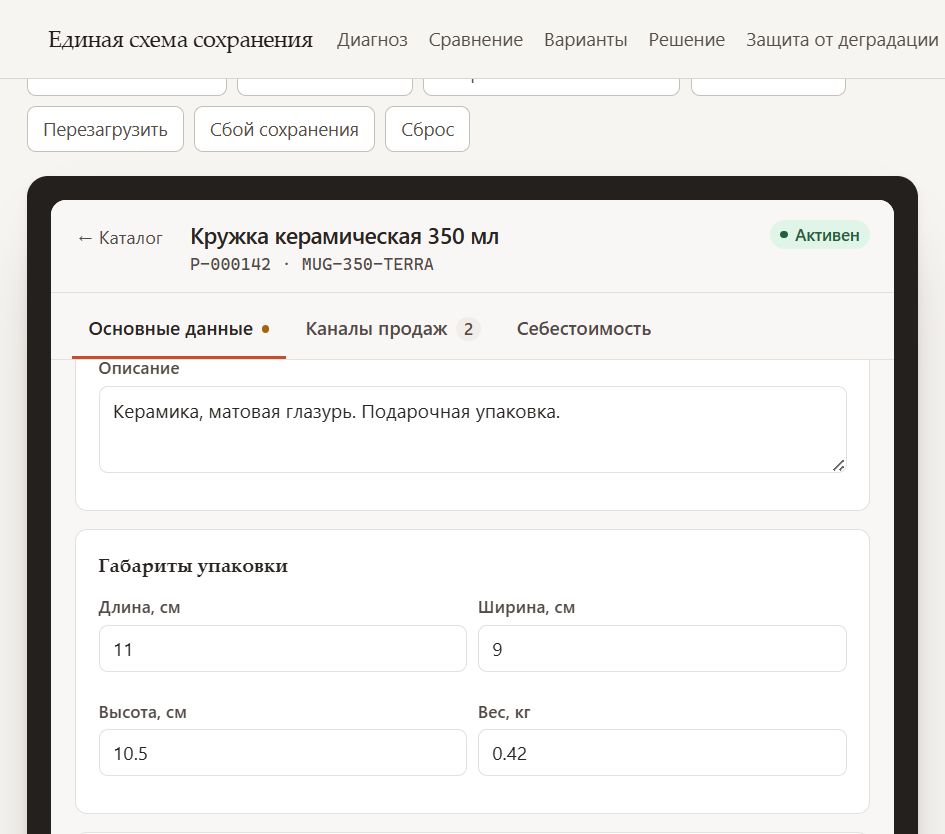 Единая схема сохранения Диагноз Сравнение Варианты Решение Защита от деградации
Перезагрузить Сбой сохранения Сброс
← Каталог Кружка керамическая 350 мл Активен
P-000142 · MUG-350-TERRA
Основные данные Каналы продаж 2 Себестоимость
Описание
Керамика, матовая глазурь. Подарочная упаковка.
Габариты упаковки
Длина, см Ширина, см
11 9
Высота, см Вес, кг
10.5 0.42